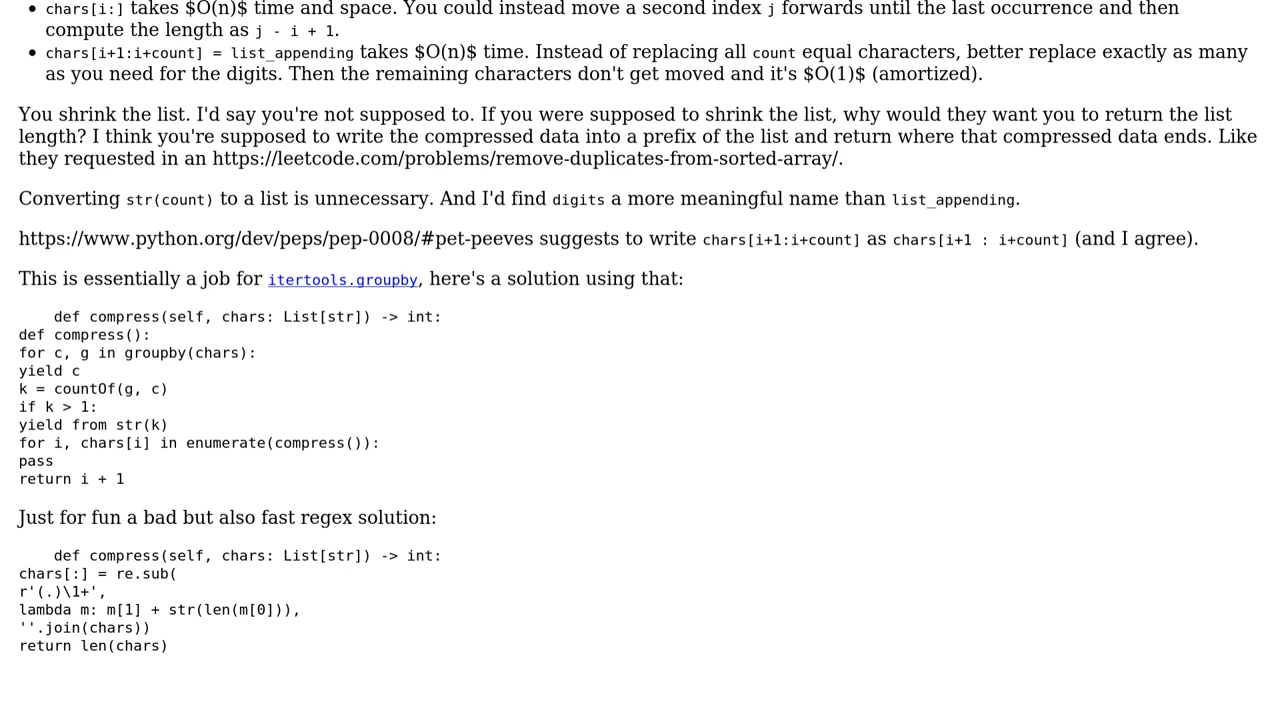 • chars[i:] takes $O(n)$ time and space. You could instead move a second index j forwards until the last occurrence and then
compute the length as j - i + 1.
• chars[i+1:i+count] = list_appending takes $O(n)$ time. Instead of replacing all count equal characters, better replace exactly as many
as you need for the digits. Then the remaining characters don't get moved and it's $O(1)$ (amortized).
You shrink the list. I'd say you're not supposed to. If you were supposed to shrink the list, why would they want you to return the list
length? I think you're supposed to write the compressed data into a prefix of the list and return where that compressed data ends. Like
they requested in an https://leetcode.com/problems/remove-duplicates-from-sorted-array/.
Converting str(count) to a list is unnecessary. And I'd find digits a more meaningful name than list_appending.
https://www.python.org/dev/peps/pep-0008/#pet-peeves suggests to write chars[i+1:i+count] as chars[i+1 : i+count] (and I agree).
This is essentially a job for itertools.groupby, here's a solution using that:
    def compress(self, chars: List[str]) -> int:
def compress():
for c, g in groupby(chars):
yield c
k = countOf(g, c)
if k > 1:
yield from str(k)
for i, chars[i] in enumerate(compress()):
pass
return i + 1
Just for fun a bad but also fast regex solution:
    def compress(self, chars: List[str]) -> int:
chars[:] = re.sub(
r'(.)\1+',
lambda m: m[1] + str(len(m[0])),
''.join(chars))
return len(chars)